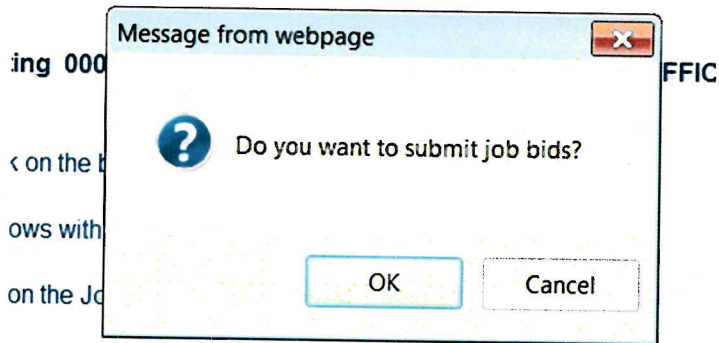 Message from webpage
ing 000
FFIC
Do you want to submit job bids?
on the
ows with
on the
OK
Cancel